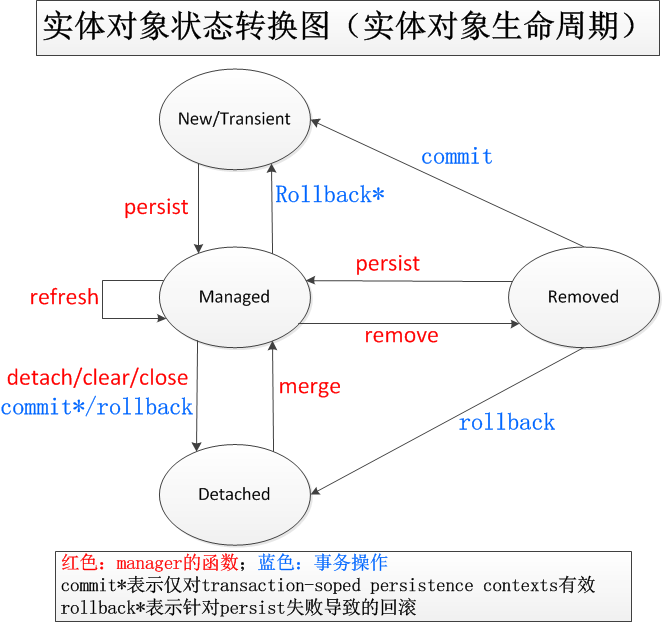 实体对象状态转换图（实体对象生命周期）
New/Transient
commit
Rollback*
persist
persist
refresh
Managed
Removed
remove
detach/clear/close
merge
commit*/rollback
rollback
Detached
红色：manager的函数；蓝色：事务操作
commit*表示仅对transaction-soped persistence contexts有效
rollback*表示针对persist失败导致的回滚